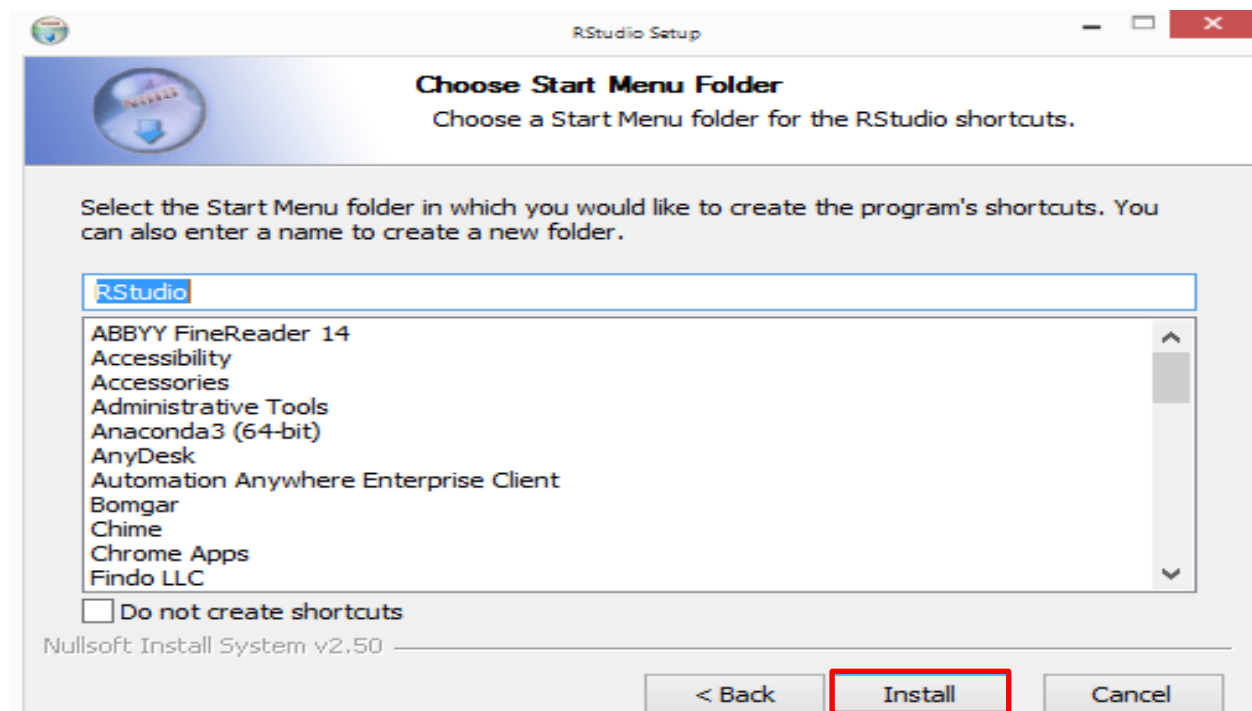 RStudio Setup
Choose Start Menu Folder
Choose a Start Menu folder for the RStudio shortcuts.
Select the Start Menu folder in which you would like to create the program's shortcuts. You
can also enter a name to create a new folder.
RStudio
ABBYY FineReader 14
Accessibility
Accessories
Administrative Tools
Anaconda3 (64-bit)
AnyDesk
Automation Anywhere Enterprise Client
Bomgar
Chime
Chrome Apps
Findo LLC
Do not create shortcuts
Nullsoft Install System v2.50
< Back Install Cancel